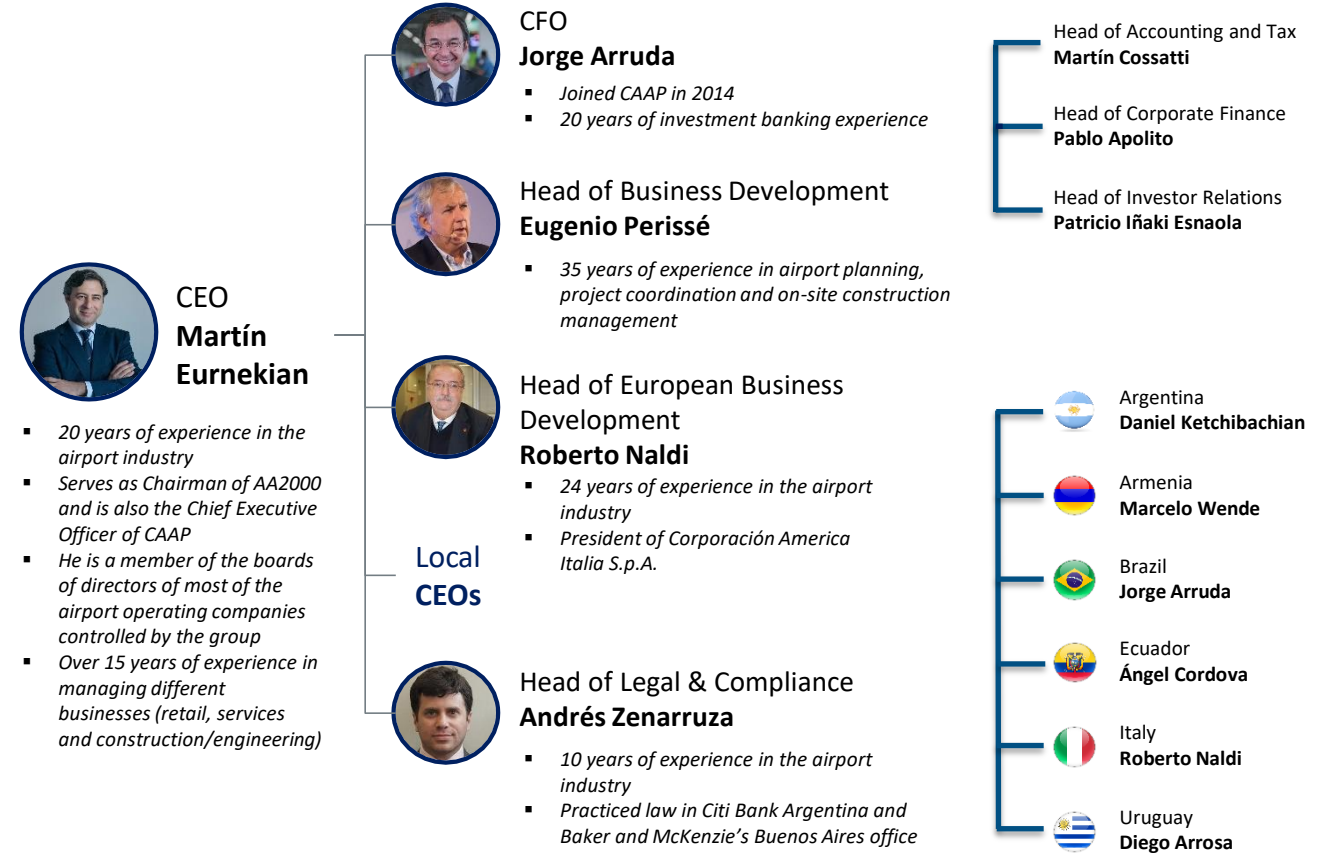 CEO
Martín
Eurnekian
▪ 20 years of experience in the
airport industry
▪ Serves as Chairman of AA2000
and is also the Chief Executive
Officer of CAAP
▪ He is a member of the boards
of directors of most of the
airport operating companies
controlled by the group
▪ Over 15 years of experience in
managing different
businesses (retail, services
and construction/engineering)
CFO
Jorge Arruda
▪ Joined CAAP in 2014
▪ 20 years of investment banking experience
Head of Business Development
Eugenio Perissé
▪ 35 years of experience in airport planning,
project coordination and on-site construction
management
Head of European Business
Development
Roberto Naldi
▪ 24 years of experience in the airport
industry
▪ President of Corporación America
Italia S.p.A.
Local
CEOs
Head of Legal & Compliance
Andrés Zenarruza
▪ 10 years of experience in the airport
industry
▪ Practiced law in Citi Bank Argentina and
Baker and McKenzie's Buenos Aires office
Head of Accounting and Tax
Martín Cossatti
Head of Corporate Finance
Pablo Apolito
Head of Investor Relations
Patricio Iñaki Esnaola
Argentina
Daniel Ketchibachian
Armenia
Marcelo Wende
Brazil
Jorge Arruda
Ecuador
Ángel Cordova
Italy
Roberto Naldi
Uruguay
Diego Arrosa